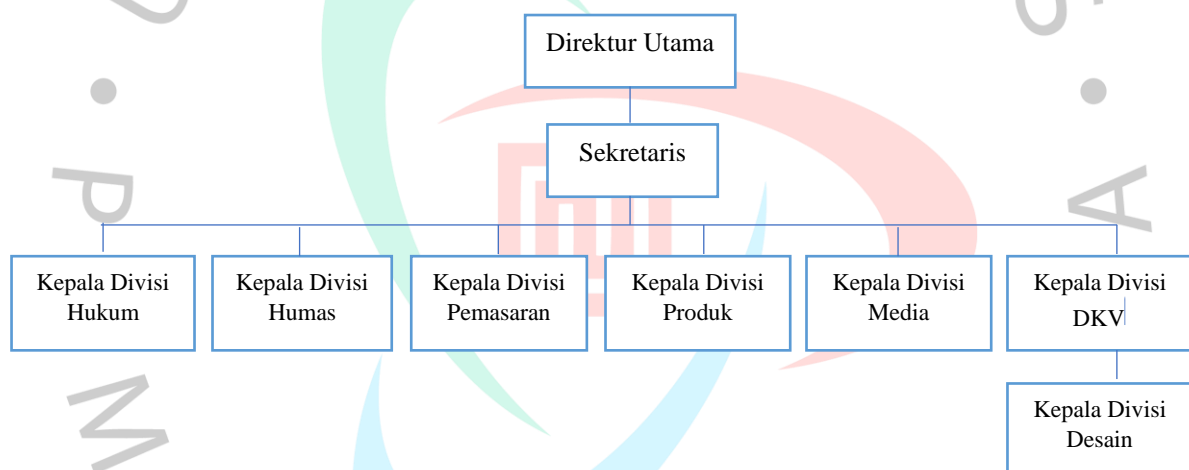 Direktur Utama
Sekretaris
Kepala Divisi
Hukum
Kepala Divisi
Humas
Kepala Divisi
Pemasaran
Kepala Divisi
Produk
Kepala Divisi
Media
Kepala Divisi
DKV
Kepala Divisi
Desain